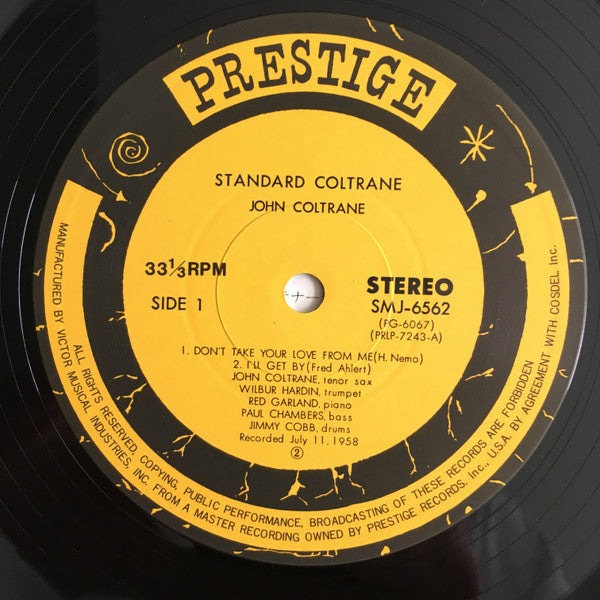 PRESTIGE
STANDARD COLTRANE
JOHN COLTRANE
33⅓RPM
SIDE 1
STEREO
SMJ-6562
(FG-6067)
(PRLP-7243-A)
1. DON'T TAKE YOUR LOVE FROM ME(H. Nemo)
2. I'LL GET BY(Fred Ahlert)
JOHN COLTRANE, tenor sax
WILBUR HARDIN, trumpet
RED GARLAND, piano
PAUL CHAMBERS, bass
JIMMY COBB, drums
Recorded July 11, 1958
②
ALL RIGHTS RESERVED, COPYING, PUBLIC PERFORMANCE, BROADCASTING OF THESE RECORDS ARE FORBIDDEN
MANUFACTURED BY VICTOR MUSICAL INDUSTRIES, INC. FROM A MASTER RECORDING OWNED BY PRESTIGE RECORDS, Inc., U.S.A. BY AGREEMENT WITH COSDEL Inc.